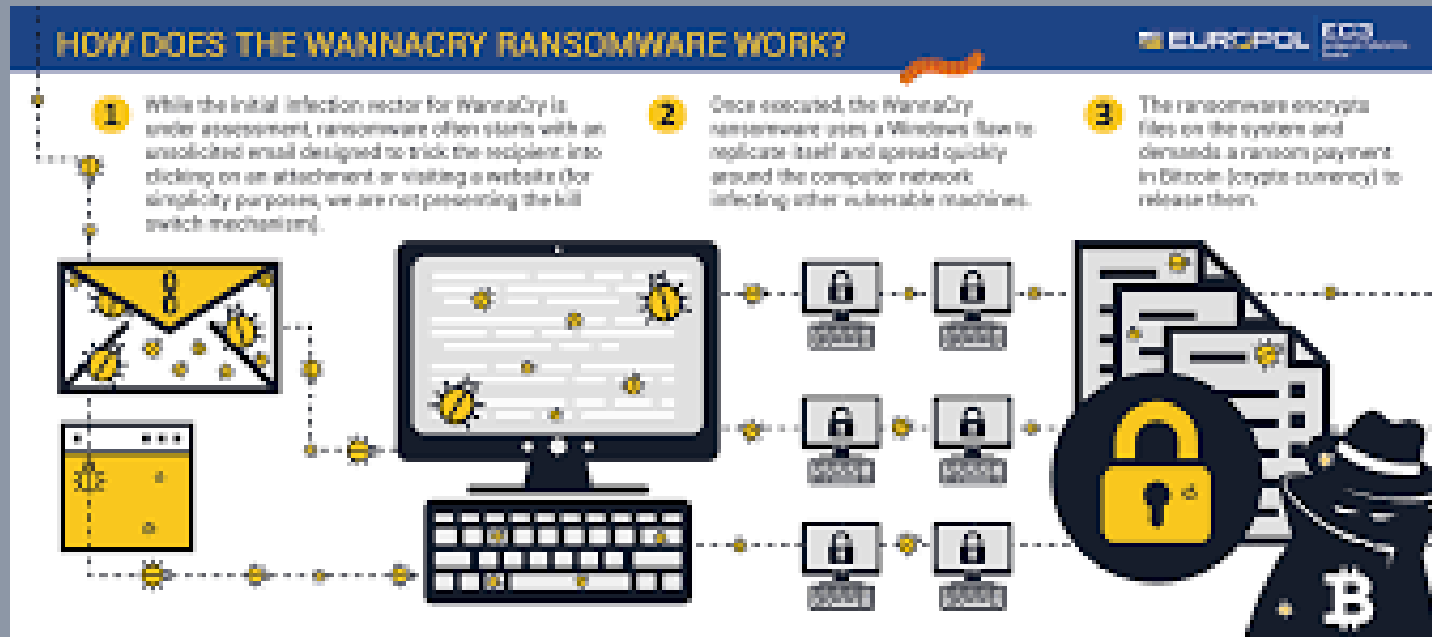 HOW DOES THE WANNACRY RANSOMWARE WORK?
EUROPOL EC3
1
While the initial infection vector for WannaCry is
under assessment, ransomware often starts with an
unsolicited email designed to trick the recipient into
clicking on an attachment or visiting a website (for
simplicity purposes, we are not presenting the kill
switch mechanism).
2
Once executed, the WannaCry
ransomware uses a Windows flaw to
replicate itself and spread quickly
around the computer network
infecting other vulnerable machines.
3
The ransomware encrypts
files on the system and
demands a ransom payment
in Bitcoin (crypto-currency) to
release them.